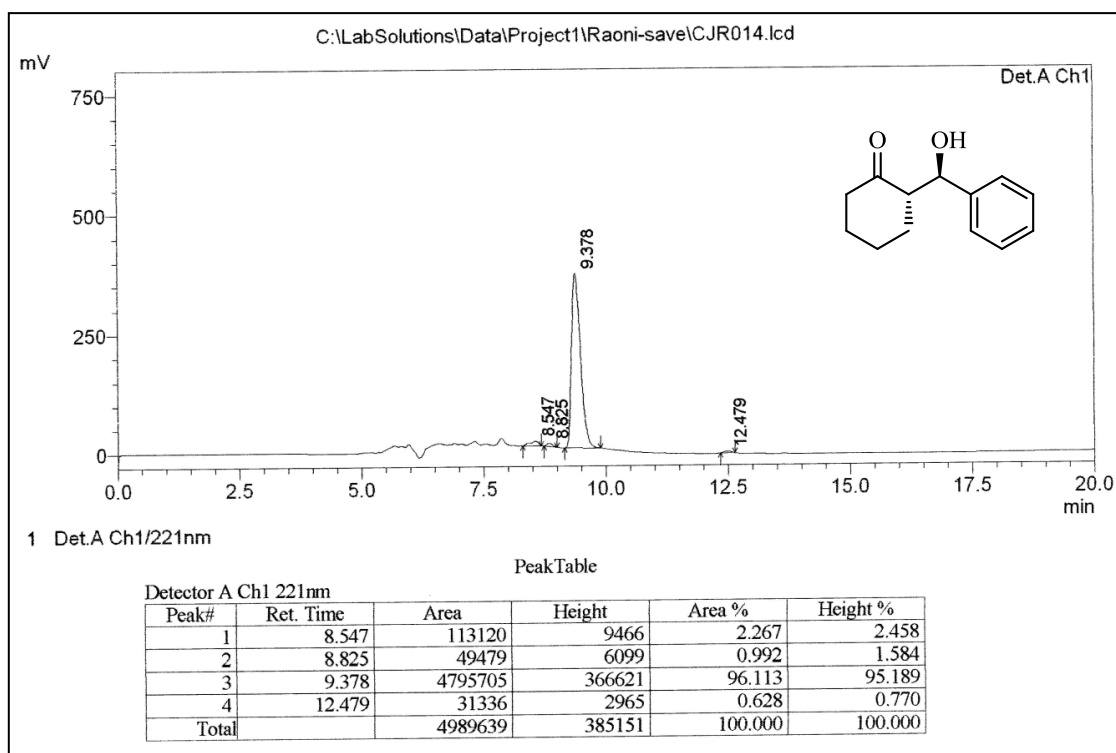 C:\LabSolutions\Data\Project1\Raoni-save\CJR014.lcd
mV
Det.A Ch1
750
500
250
0
O
OH
8.547
8.825
9.378
12.479
0.0 2.5 5.0 7.5 10.0 12.5 15.0 17.5 20.0
min
1 Det.A Ch1/221nm
PeakTable
Detector A Ch1 221nm
Peak# Ret. Time Area Height Area % Height %
1 8.547 113120 9466 2.267 2.458
2 8.825 49479 6099 0.992 1.584
3 9.378 4795705 366621 96.113 95.189
4 12.479 31336 2965 0.628 0.770
Total 4989639 385151 100.000 100.000